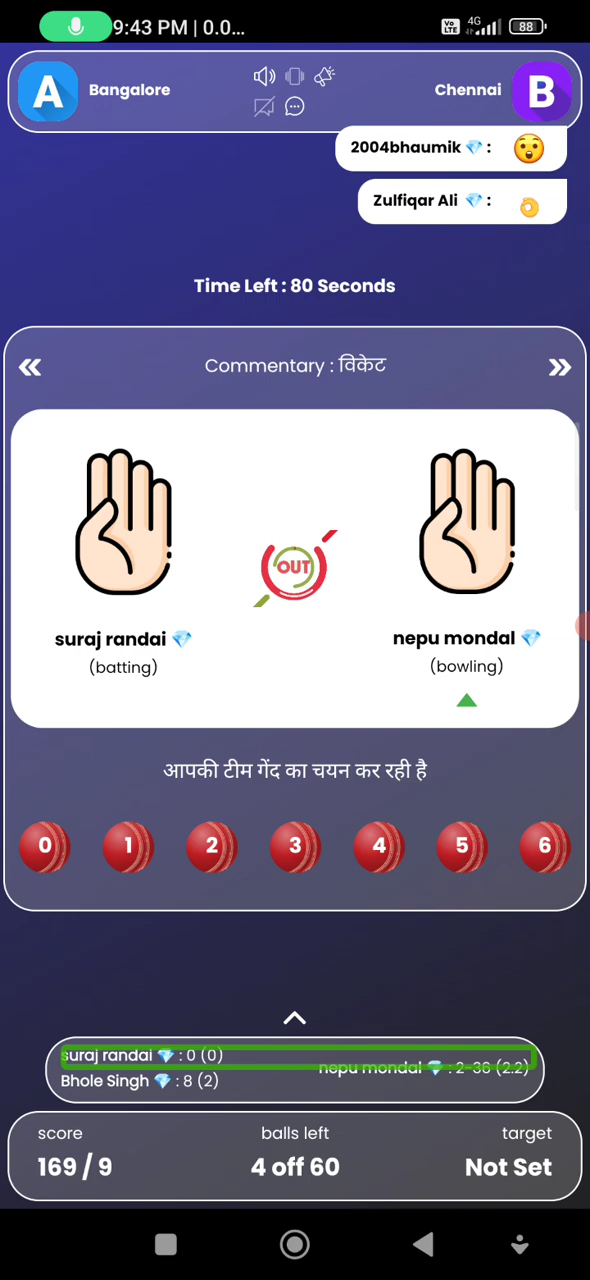 9:43 PM | 0.0...
Vo LTE 4G 88
A Bangalore Chennai B
2004bhaumik 💎 : 😲
Zulfiqar Ali 💎 : 👌
Time Left : 80 Seconds
« Commentary : विकेट »
OUT
suraj randai 💎 nepu mondal 💎
(batting) (bowling)
आपकी टीम गेंद का चयन कर रही है
0 1 2 3 4 5 6
suraj randai 💎 : 0 (0)
nepu mondal 💎 : 2-36 (2.2)
Bhole Singh 💎 : 8 (2)
score balls left target
169 / 9 4 off 60 Not Set